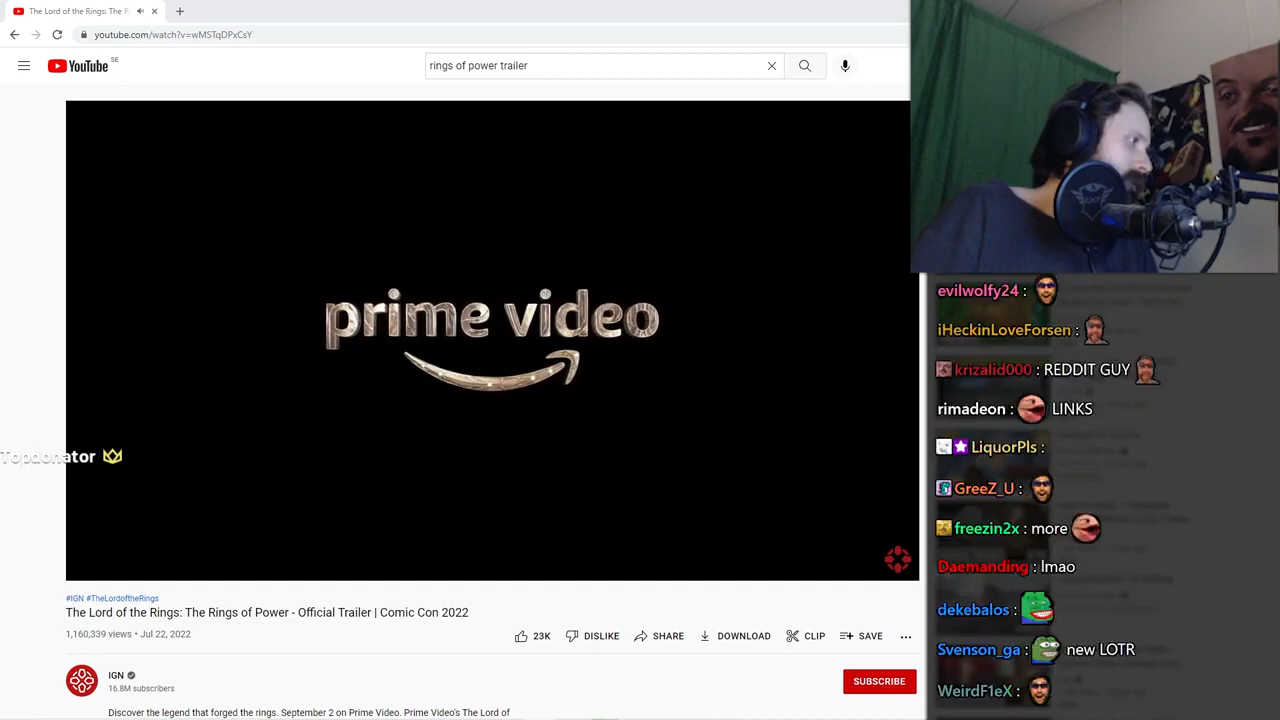 The Lord of the Rings: The R
youtube.com/watch?v=wMSTqDPxCsY
YouTube SE
rings of power trailer
prime video
Topdonator
#IGN #TheLordoftheRings
The Lord of the Rings: The Rings of Power - Official Trailer | Comic Con 2022
1,160,339 views • Jul 22, 2022
23K DISLIKE SHARE DOWNLOAD CLIP SAVE
IGN
16.8M subscribers
SUBSCRIBE
Discover the legend that forged the rings. September 2 on Prime Video. Prime Video's The Lord of
evilwolfy24 :
iHeckinLoveForsen :
krizalid000 : REDDIT GUY
rimadeon : LINKS
LiquorPls :
GreeZ_U :
freezin2x : more
Daemanding : lmao
dekebalos :
Svenson_ga : new LOTR
WeirdF1eX :